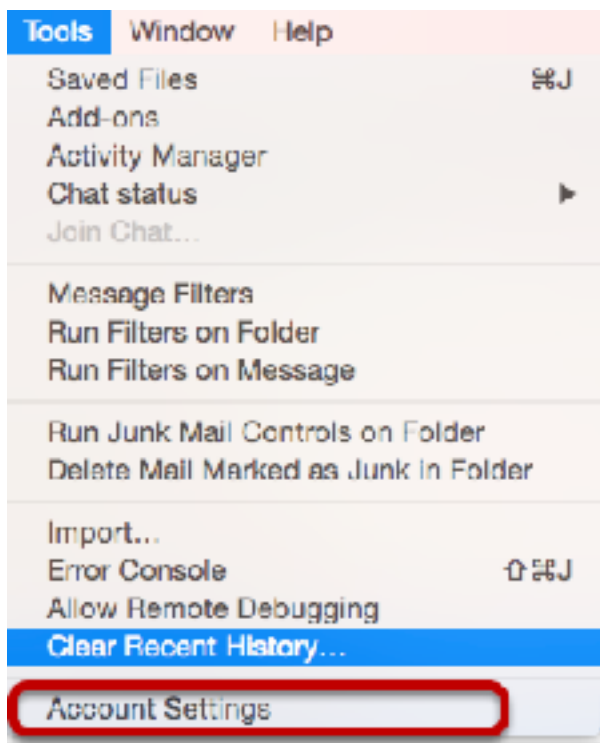 Tools Window Help
Saved Files ⌘J
Add-ons
Activity Manager
Chat status ▶
Join Chat...
Message Filters
Run Filters on Folder
Run Filters on Message
Run Junk Mail Controls on Folder
Delete Mail Marked as Junk in Folder
Import...
Error Console ⇧⌘J
Allow Remote Debugging
Clear Recent History...
Account Settings